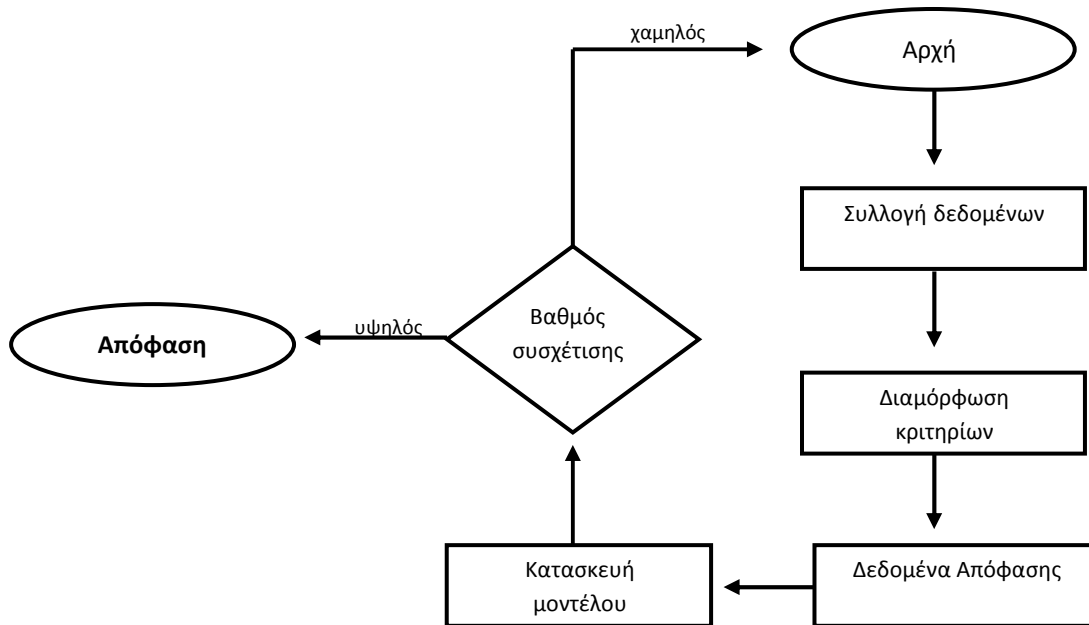 χαμηλός
Αρχή
Συλλογή δεδομένων
Βαθμός
συσχέτισης
υψηλός
Απόφαση
Διαμόρφωση
κριτηρίων
Κατασκευή
μοντέλου
Δεδομένα Απόφασης